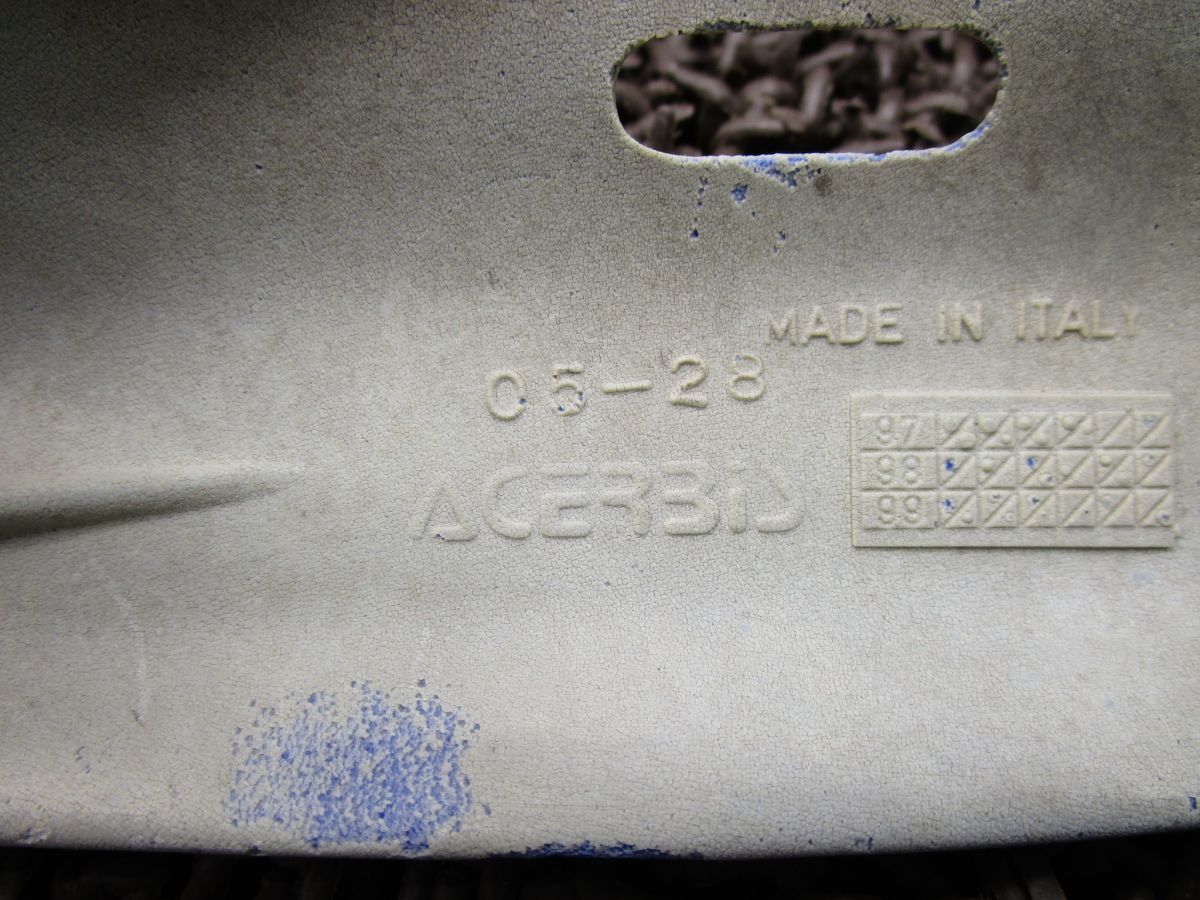 MADE IN ITALY
05-28
ACERBIS
97
98
99